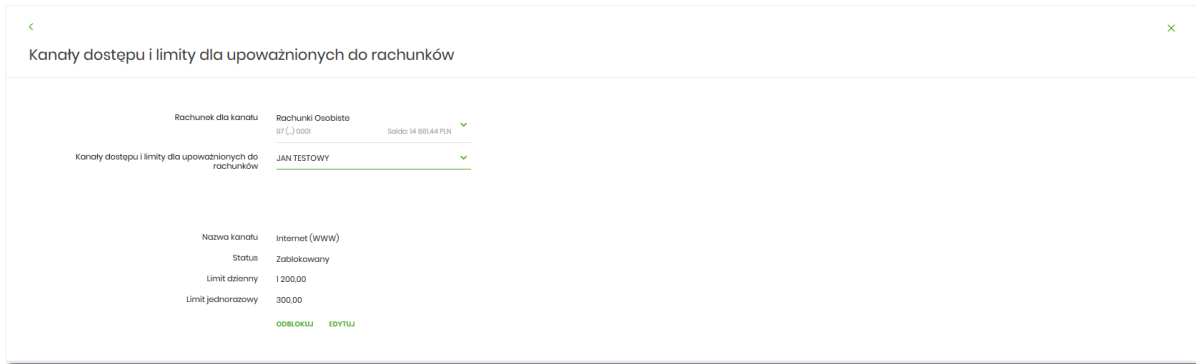 Kanały dostępu i limity dla upoważnionych do rachunków
Rachunek dla kanału
Rachunki Osobiste
97 (...) 0001
Saldo: 14 861,44 PLN
Kanały dostępu i limity dla upoważnionych do
rachunków
JAN TESTOWY
Nazwa kanału
Internet (WWW)
Status
Zablokowany
Limit dzienny
1 200,00
Limit jednorazowy
300,00
ODBLOKUJ EDYTUJ